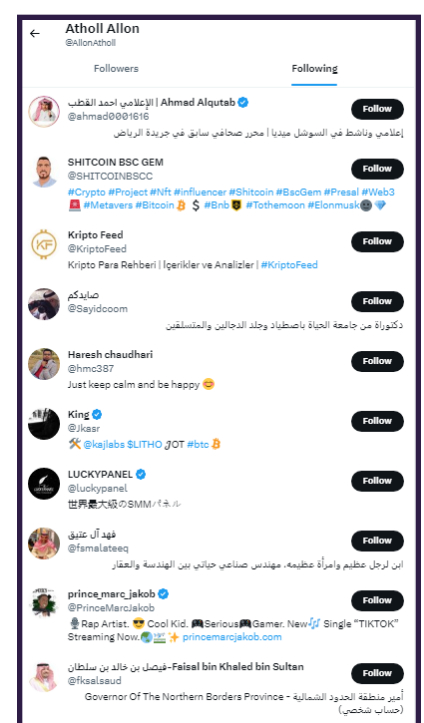 Atholl Allon
@AllonAtholl
Followers
Following
الإعلامي احمد القطب | Ahmad Alqutab
Follow
@ahmad0001616
إعلامي وناشط في السوشل ميديا | محرر صحافي سابق في جريدة الرياض
SHITCOIN BSC GEM
Follow
@SHITCOINBSCC
#Crypto #Project #Nft #influencer #Shitcoin #BscGem #Presal #Web3
🚨 #Metavers #Bitcoin ₿ 💲 #Bnb #Tothemoon #Elonmusk🌚 💎
KF
Kripto Feed
Follow
@KriptoFeed
Kripto Para Rehberi | İçerikler ve Analizler | #KriptoFeed
صايدكم
Follow
@Sayidcoom
دكتوراة من جامعة الحياة باصطياد وجلد الدجالين والمتسلقين
Haresh chaudhari
Follow
@hmc387
Just keep calm and be happy 😊
King
Follow
@Jkasr
🛠 @kajlabs $LITHO JOT #btc ₿
LUCKYPANEL
Follow
@luckypanel
世界最大級のSMMパネル
فهد آل عتيق
Follow
@fsmalateeq
ابن لرجل عظيم وامرأة عظيمه، مهندس صناعي حياتي بين الهندسة والعقار
prince_marc_jakob
Follow
@PrinceMarcJakob
🎙Rap Artist. 😎 Cool Kid. 🎮Serious🎮Gamer. New🎶 Single “TIKTOK”
Streaming Now.🌏✨ princemarcjakob.com
فيصل بن خالد بن سلطان-Faisal bin Khaled bin Sultan
Follow
@fksalsaud
أمير منطقة الحدود الشمالية - Governor Of The Northern Borders Province
(حساب شخصي)